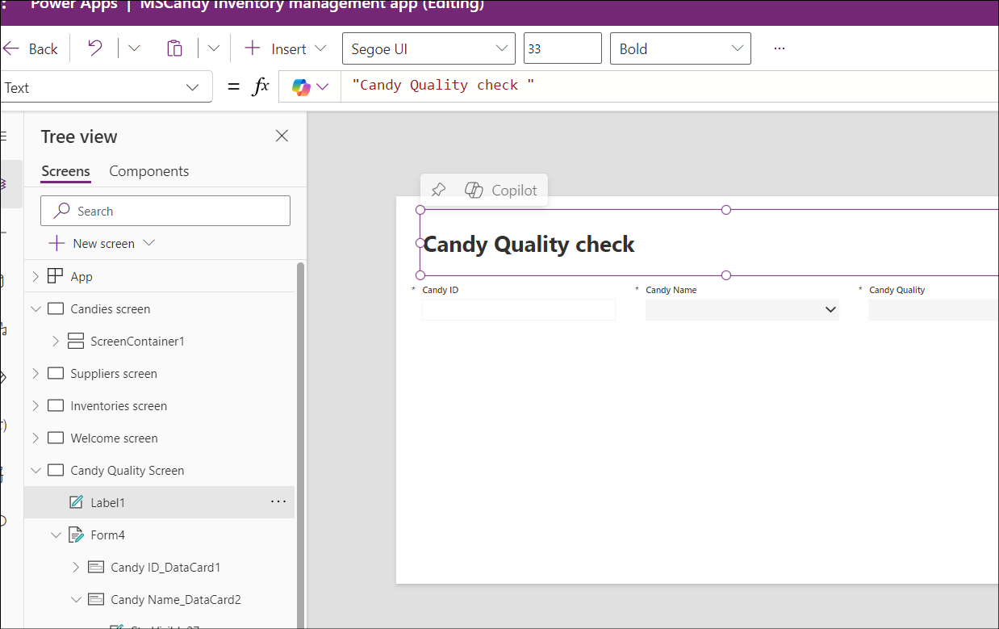 Power Apps | MSCandy Inventory management app (Editing)
Back Insert Segoe UI 33 Bold ...
Text = fx "Candy Quality check "
Tree view
Screens Components
Search
New screen
App
Candies screen
ScreenContainer1
Suppliers screen
Inventories screen
Welcome screen
Candy Quality Screen
Label1 ...
Form4
Candy ID_DataCard1
Candy Name_DataCard2
Copilot
Candy Quality check
* Candy ID * Candy Name * Candy Quality